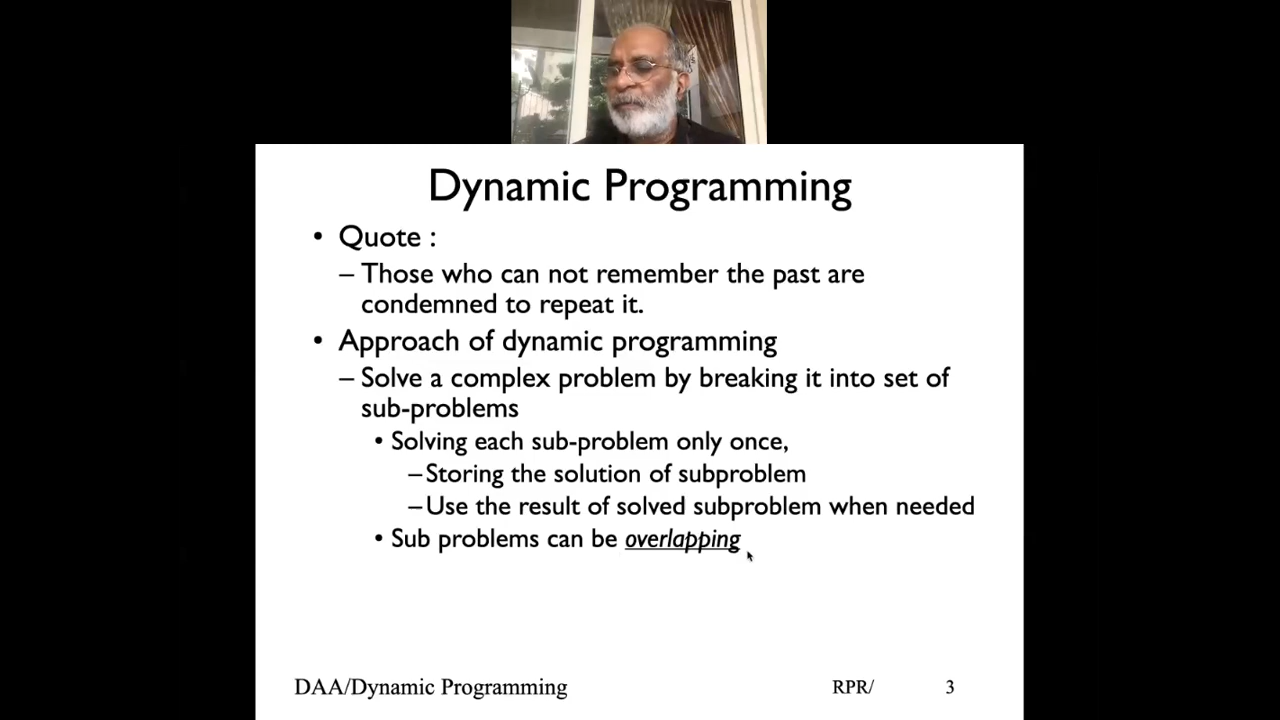 Dynamic Programming
• Quote :
– Those who can not remember the past are
condemned to repeat it.
• Approach of dynamic programming
– Solve a complex problem by breaking it into set of
sub-problems
• Solving each sub-problem only once,
– Storing the solution of subproblem
– Use the result of solved subproblem when needed
• Sub problems can be overlapping
DAA/Dynamic Programming RPR/ 3